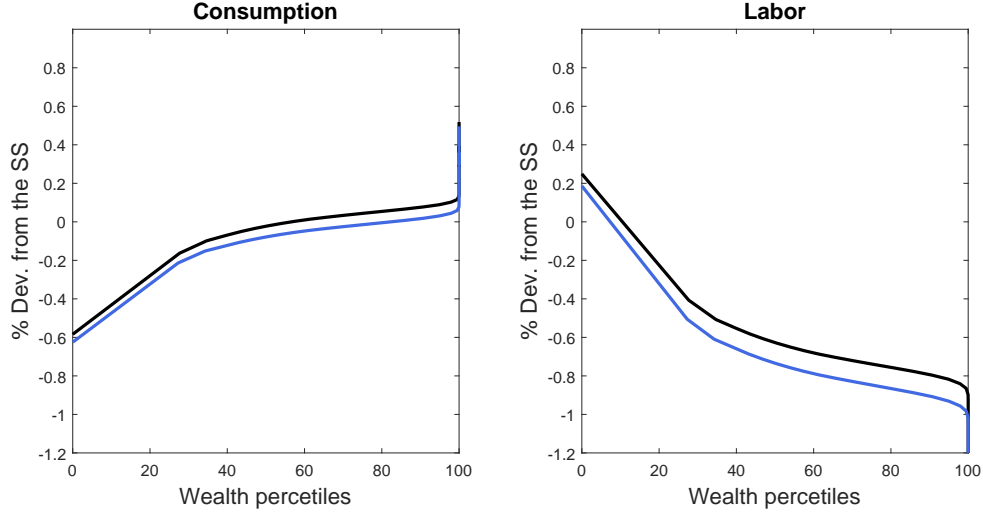 Consumption
% Dev. from the SS
0.8
0.6
0.4
0.2
0
-0.2
-0.4
-0.6
-0.8
-1
-1.2
0 20 40 60 80 100
Wealth percetiles
Labor
% Dev. from the SS
0.8
0.6
0.4
0.2
0
-0.2
-0.4
-0.6
-0.8
-1
-1.2
0 20 40 60 80 100
Wealth percetiles